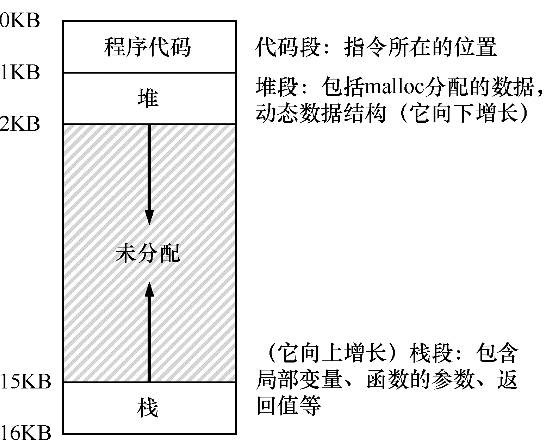 0KB
程序代码
代码段：指令所在的位置
1KB
堆
堆段：包括malloc分配的数据，
动态数据结构（它向下增长）
2KB
未分配
（它向上增长）栈段：包含
局部变量、函数的参数、返
回值等
15KB
栈
16KB